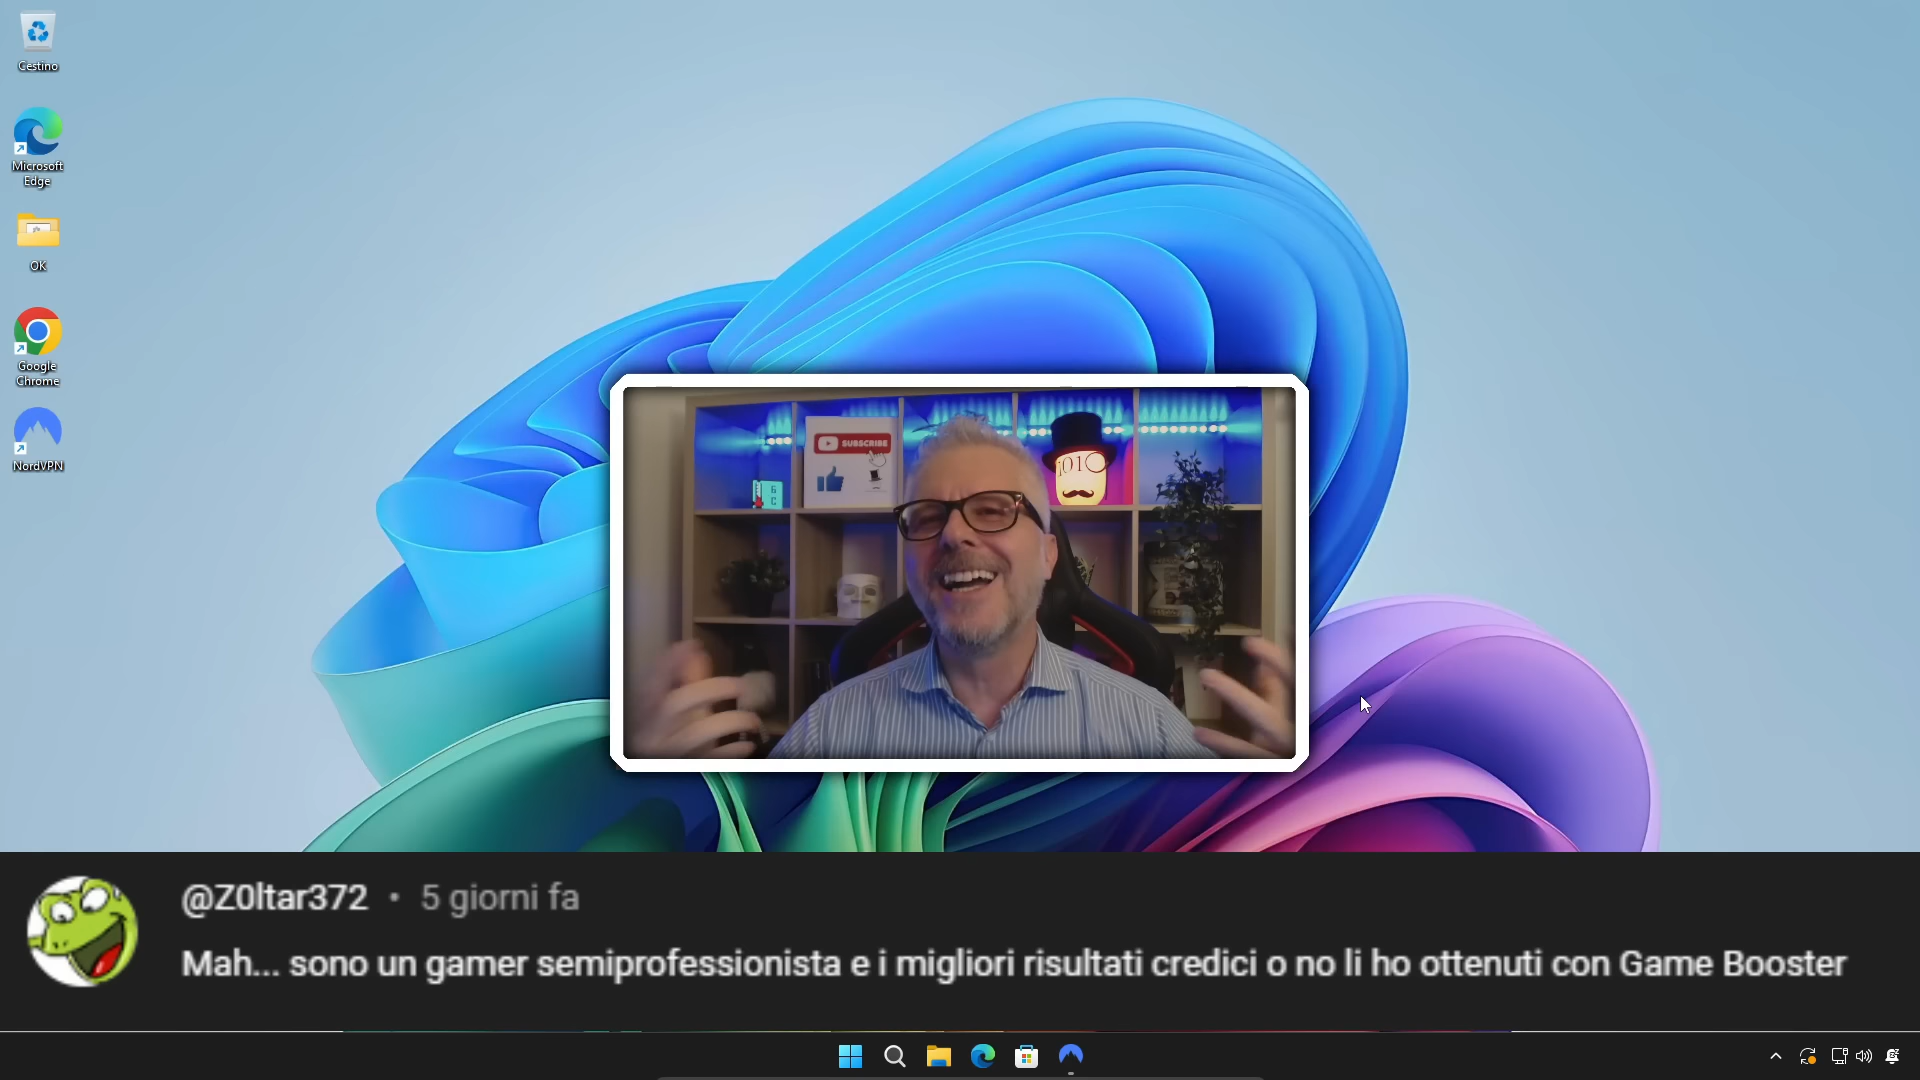 Cestino
Microsoft
Edge
OK
Google
Chrome
NordVPN
SUBSCRIBE
G
C
i010
@Z0ltar372 • 5 giorni fa
Mah... sono un gamer semiprofessionista e i migliori risultati credici o no li ho ottenuti con Game Booster